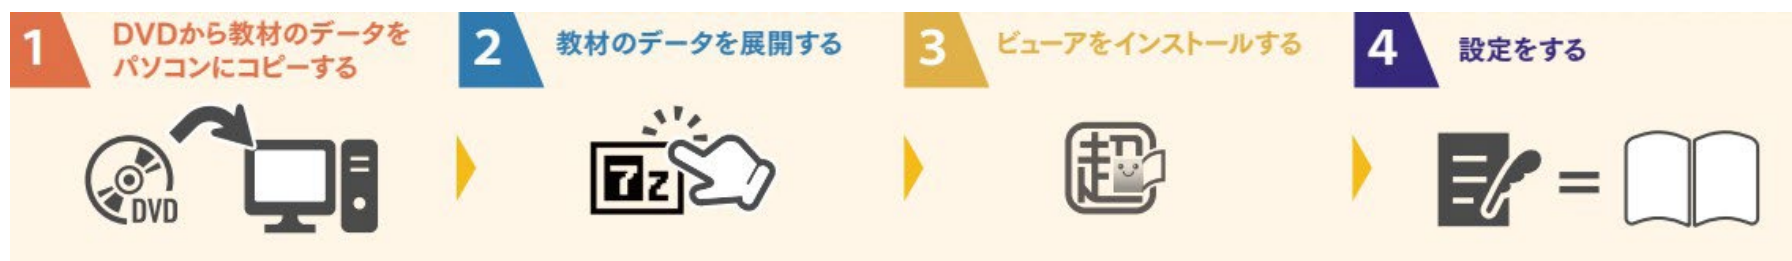 1
DVDから教材のデータを
パソコンにコピーする
DVD
2
教材のデータを展開する
7z
3
ビューアをインストールする
超
4
設定をする
=